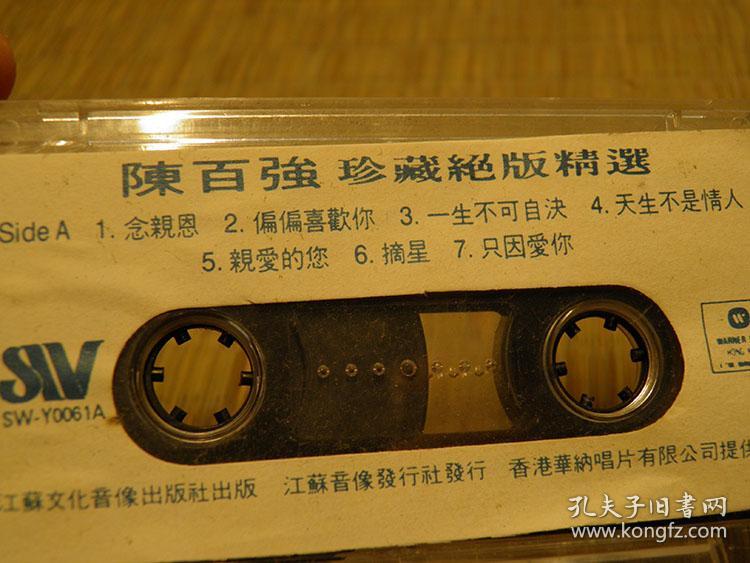 陳百強 珍藏絕版精選
Side A 1. 念親恩 2. 偏偏喜歡你 3. 一生不可自決 4. 天生不是情人
5. 親愛的您 6. 摘星 7. 只因愛你
SW
SW-Y0061A
WARNER
HONG
江蘇文化音像出版社出版 江蘇音像發行社發行 香港華納唱片有限公司提供
孔夫子旧書网
www.kongfz.com